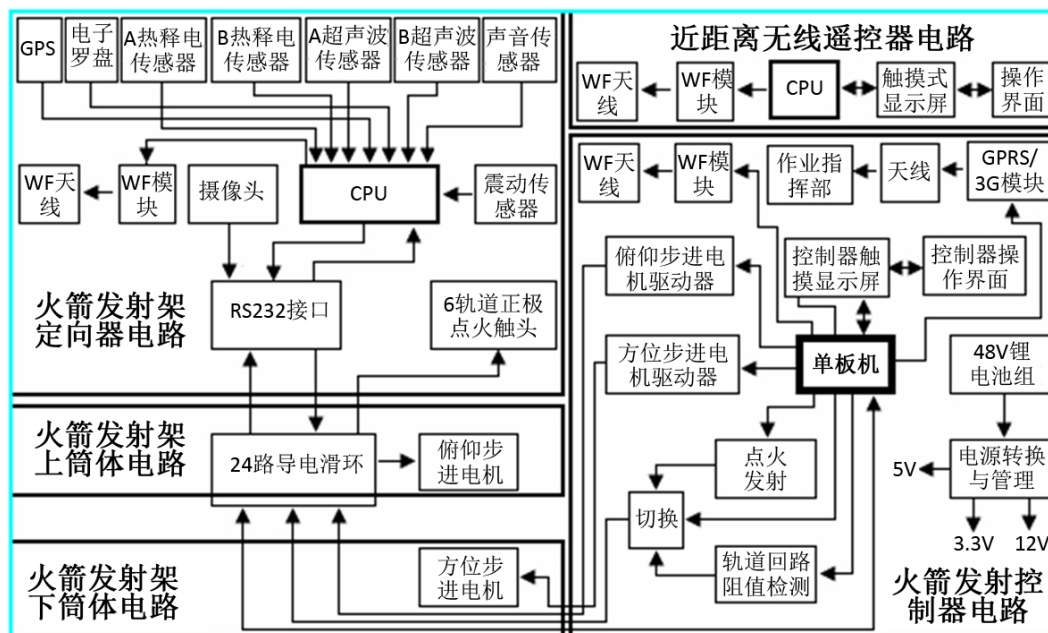 GPS
电子
罗盘
A热释电
传感器
B热释电
传感器
A超声波
传感器
B超声波
传感器
声音传
感器
WF天
线
WF模
块
摄像头
CPU
震动传
感器
火箭发射架
定向器电路
RS232接口
6轨道正极
点火触头
火箭发射架
上筒体电路
24路导电滑环
俯仰步
进电机
火箭发射架
下筒体电路
方位步
进电机
近距离无线遥控器电路
WF天
线
WF模
块
CPU
触摸式
显示屏
操作
界面
WF天
线
WF模
块
作业指
挥部
天线
GPRS/
3G模块
俯仰步进电
机驱动器
控制器触
摸显示屏
控制器操
作界面
方位步进电
机驱动器
单板机
48V锂
电池组
点火
发射
5V
电源转换
与管理
切换
3.3V
12V
轨道回路
阻值检测
火箭发射控
制器电路